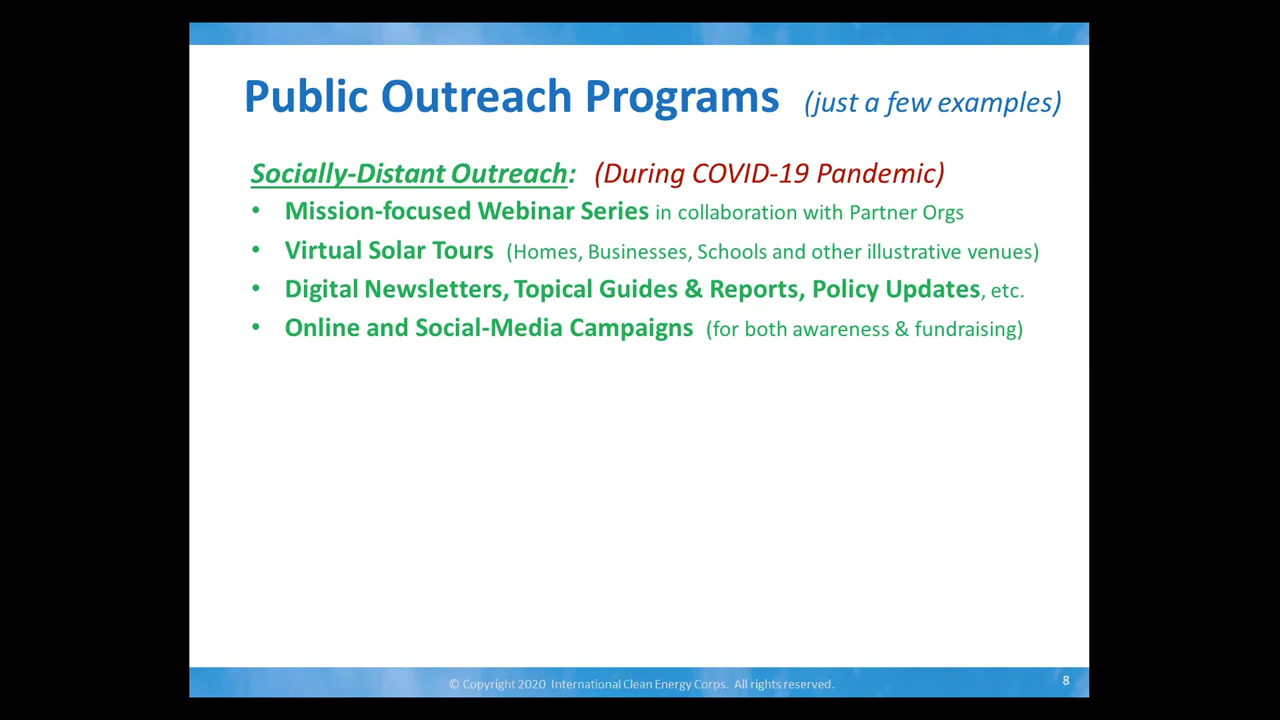 Public Outreach Programs (just a few examples)
Socially-Distant Outreach: (During COVID-19 Pandemic)
• Mission-focused Webinar Series in collaboration with Partner Orgs
• Virtual Solar Tours (Homes, Businesses, Schools and other illustrative venues)
• Digital Newsletters, Topical Guides & Reports, Policy Updates, etc.
• Online and Social-Media Campaigns (for both awareness & fundraising)
© Copyright 2020 International Clean Energy Corps. All rights reserved.
8